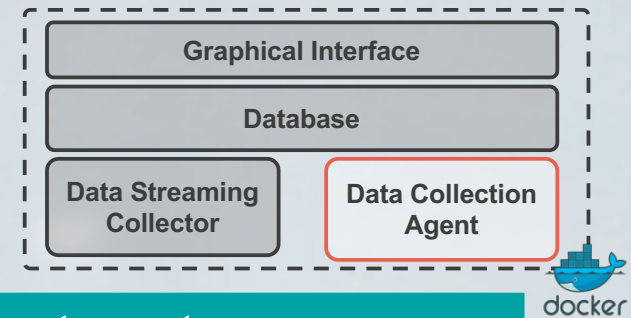 Graphical Interface
Database
Data Streaming
Collector
Data Collection
Agent
docker